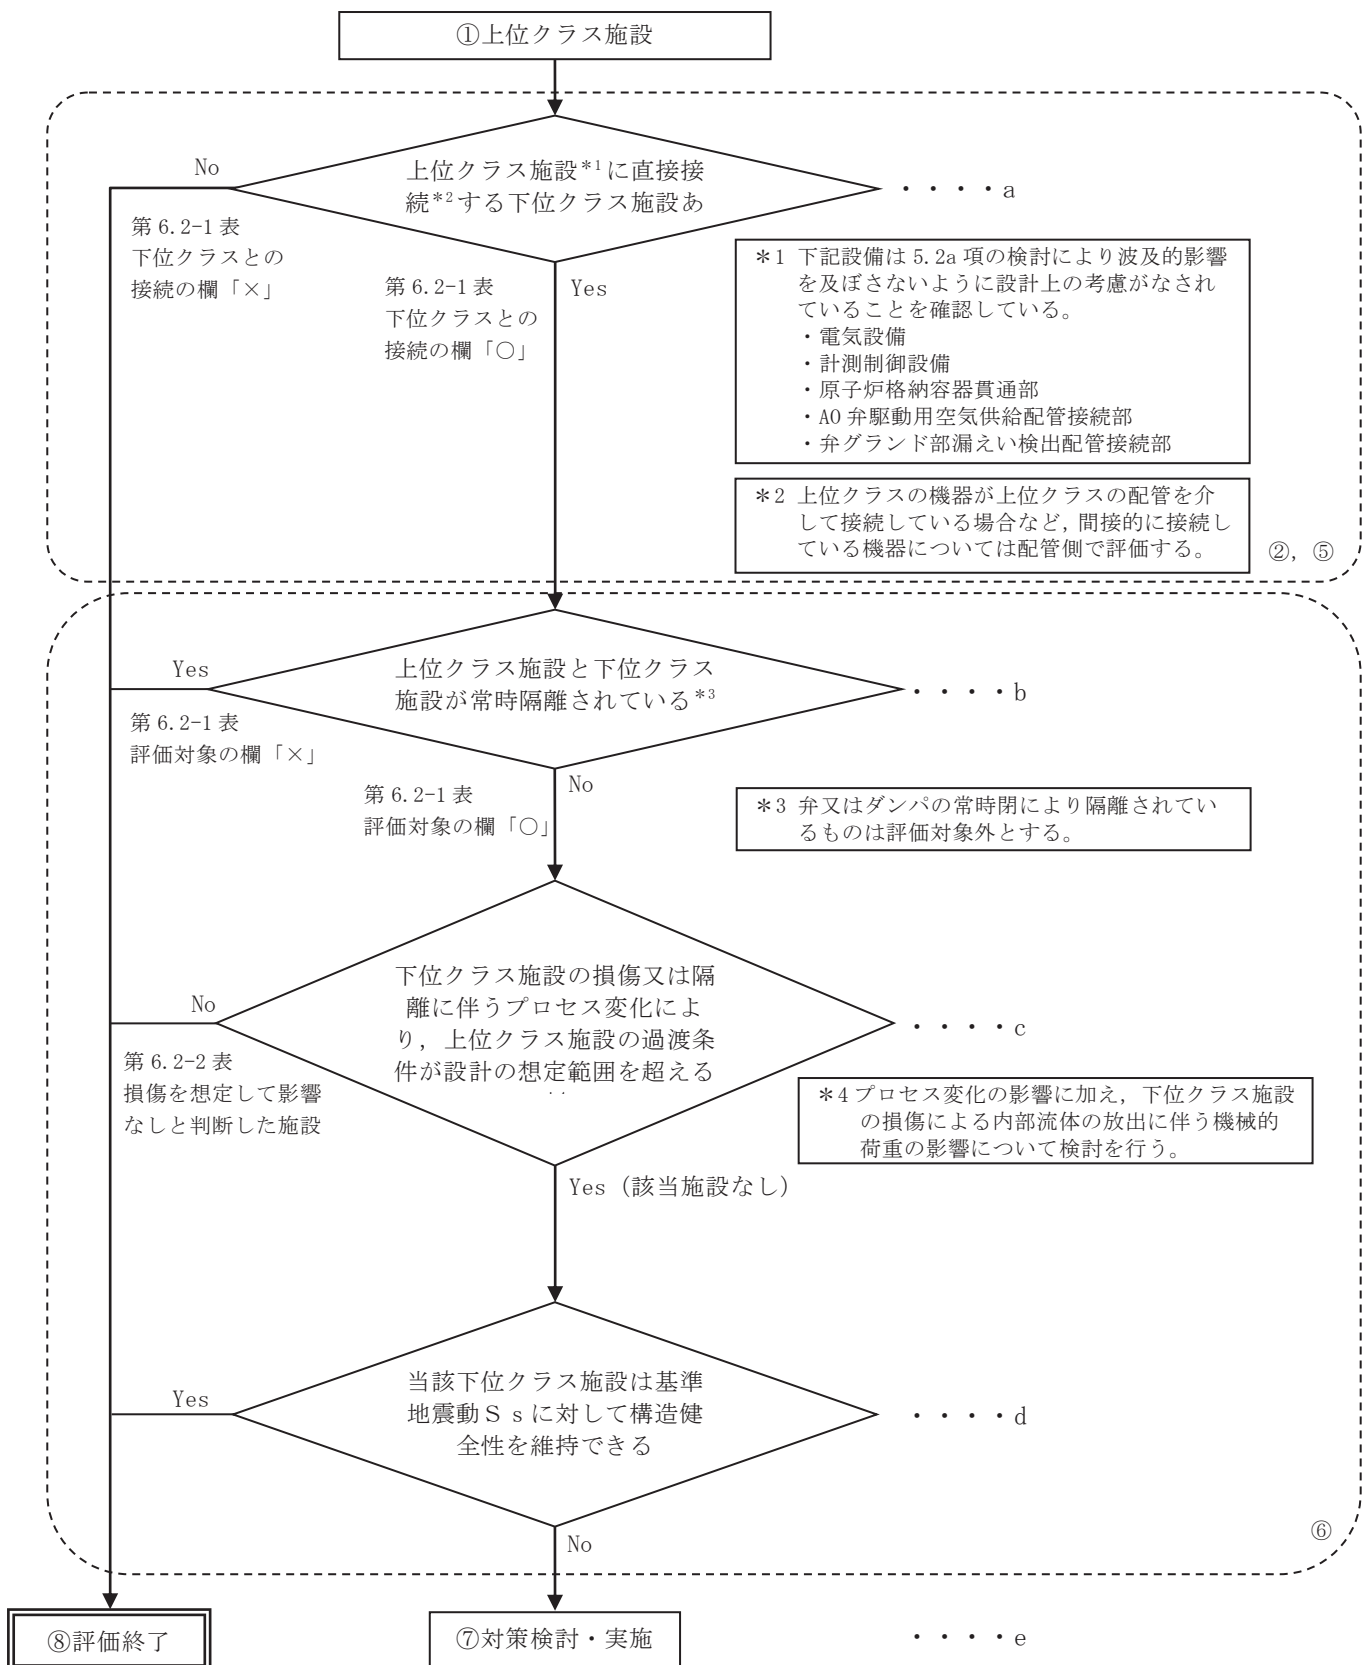 ①上位クラス施設
No
上位クラス施設*1に直接接
続*2する下位クラス施設あ
・・・・a
第 6.2-1 表
下位クラスとの
接続の欄「×」
第 6.2-1 表
下位クラスとの
接続の欄「○」
Yes
*1 下記設備は 5.2a 項の検討により波及的影響
を及ぼさないように設計上の考慮がなされ
ていることを確認している。
・電気設備
・計測制御設備
・原子炉格納容器貫通部
・AO 弁駆動用空気供給配管接続部
・弁グランド部漏えい検出配管接続部
*2 上位クラスの機器が上位クラスの配管を介
して接続している場合など,間接的に接続し
ている機器については配管側で評価する。
②,⑤
Yes
上位クラス施設と下位クラス
施設が常時隔離されている*3
・・・・b
第 6.2-1 表
評価対象の欄「×」
No
第 6.2-1 表
評価対象の欄「○」
*3 弁又はダンパの常時閉により隔離されてい
るものは評価対象外とする。
No
下位クラス施設の損傷又は隔
離に伴うプロセス変化によ
り,上位クラス施設の過渡条
件が設計の想定範囲を超える
・・・・c
第 6.2-2 表
損傷を想定して影響
なしと判断した施設
*4 プロセス変化の影響に加え,下位クラス施設
の損傷による内部流体の放出に伴う機械的
荷重の影響について検討を行う。
Yes(該当施設なし)
Yes
当該下位クラス施設は基準
地震動Ssに対して構造健
全性を維持できる
・・・・d
No
⑥
⑧評価終了
⑦対策検討・実施
・・・・e